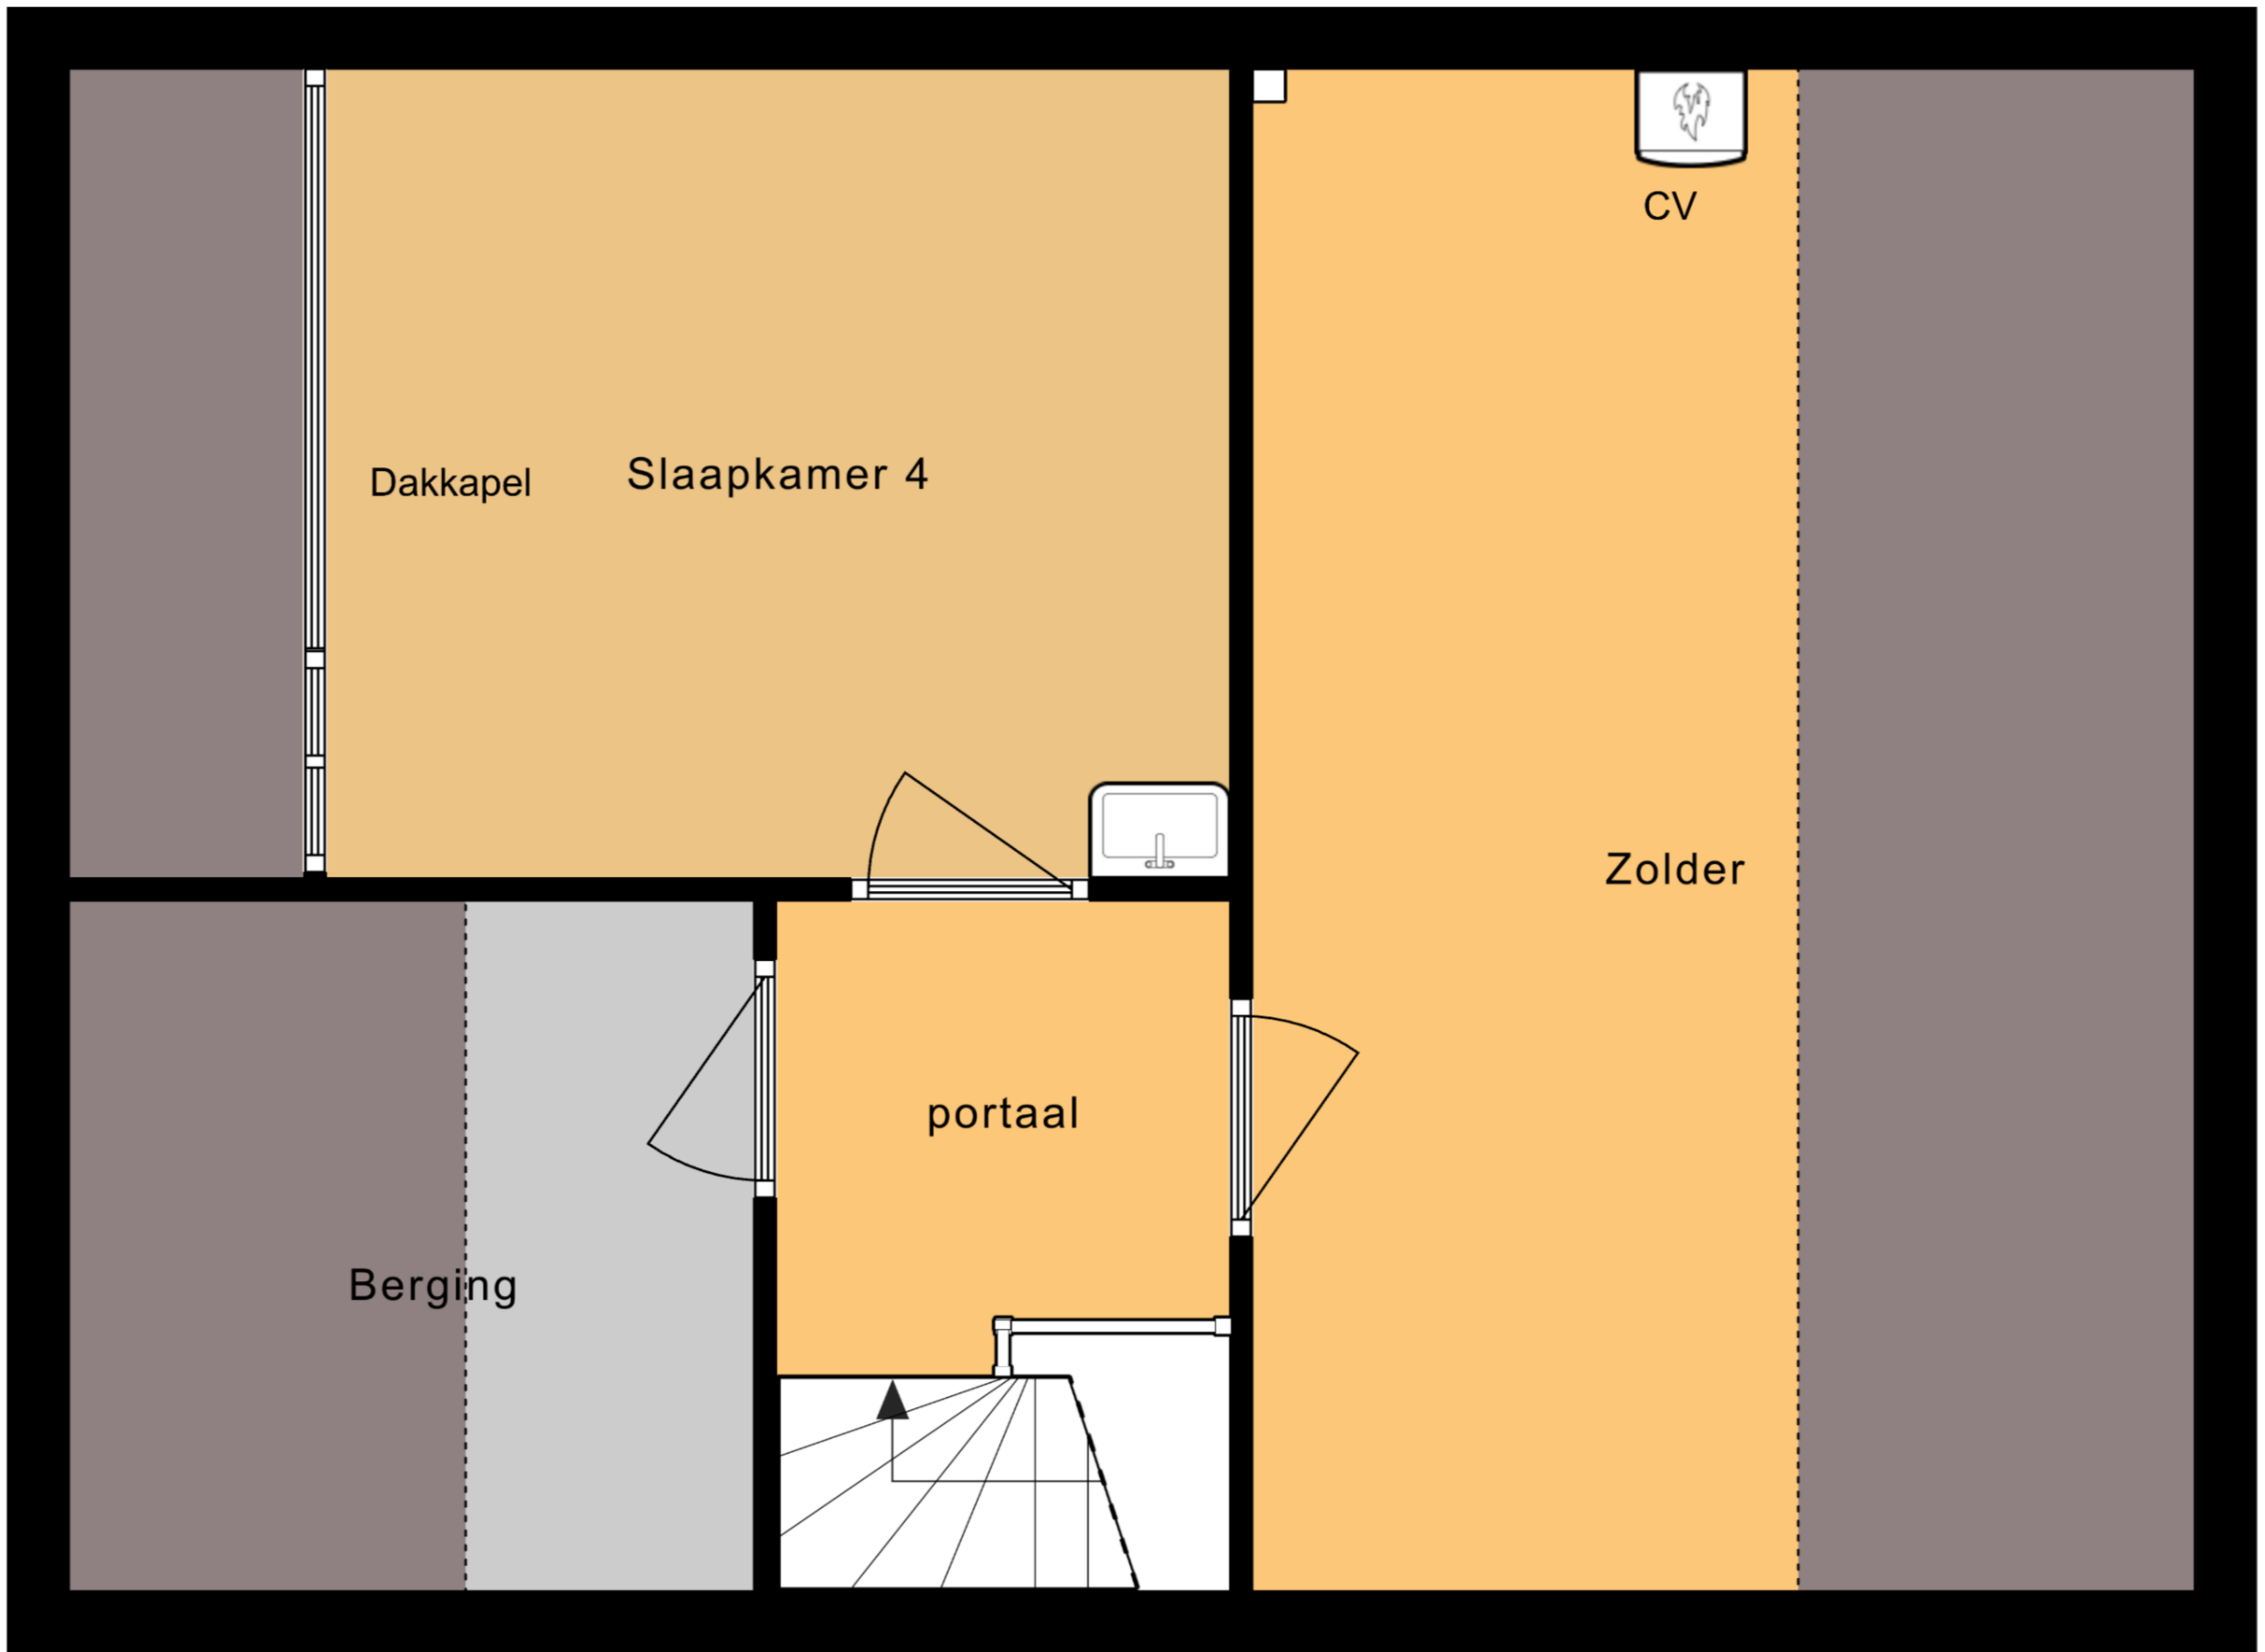 CV
Dakkapel
Slaapkamer 4
Zolder
portaal
Berging